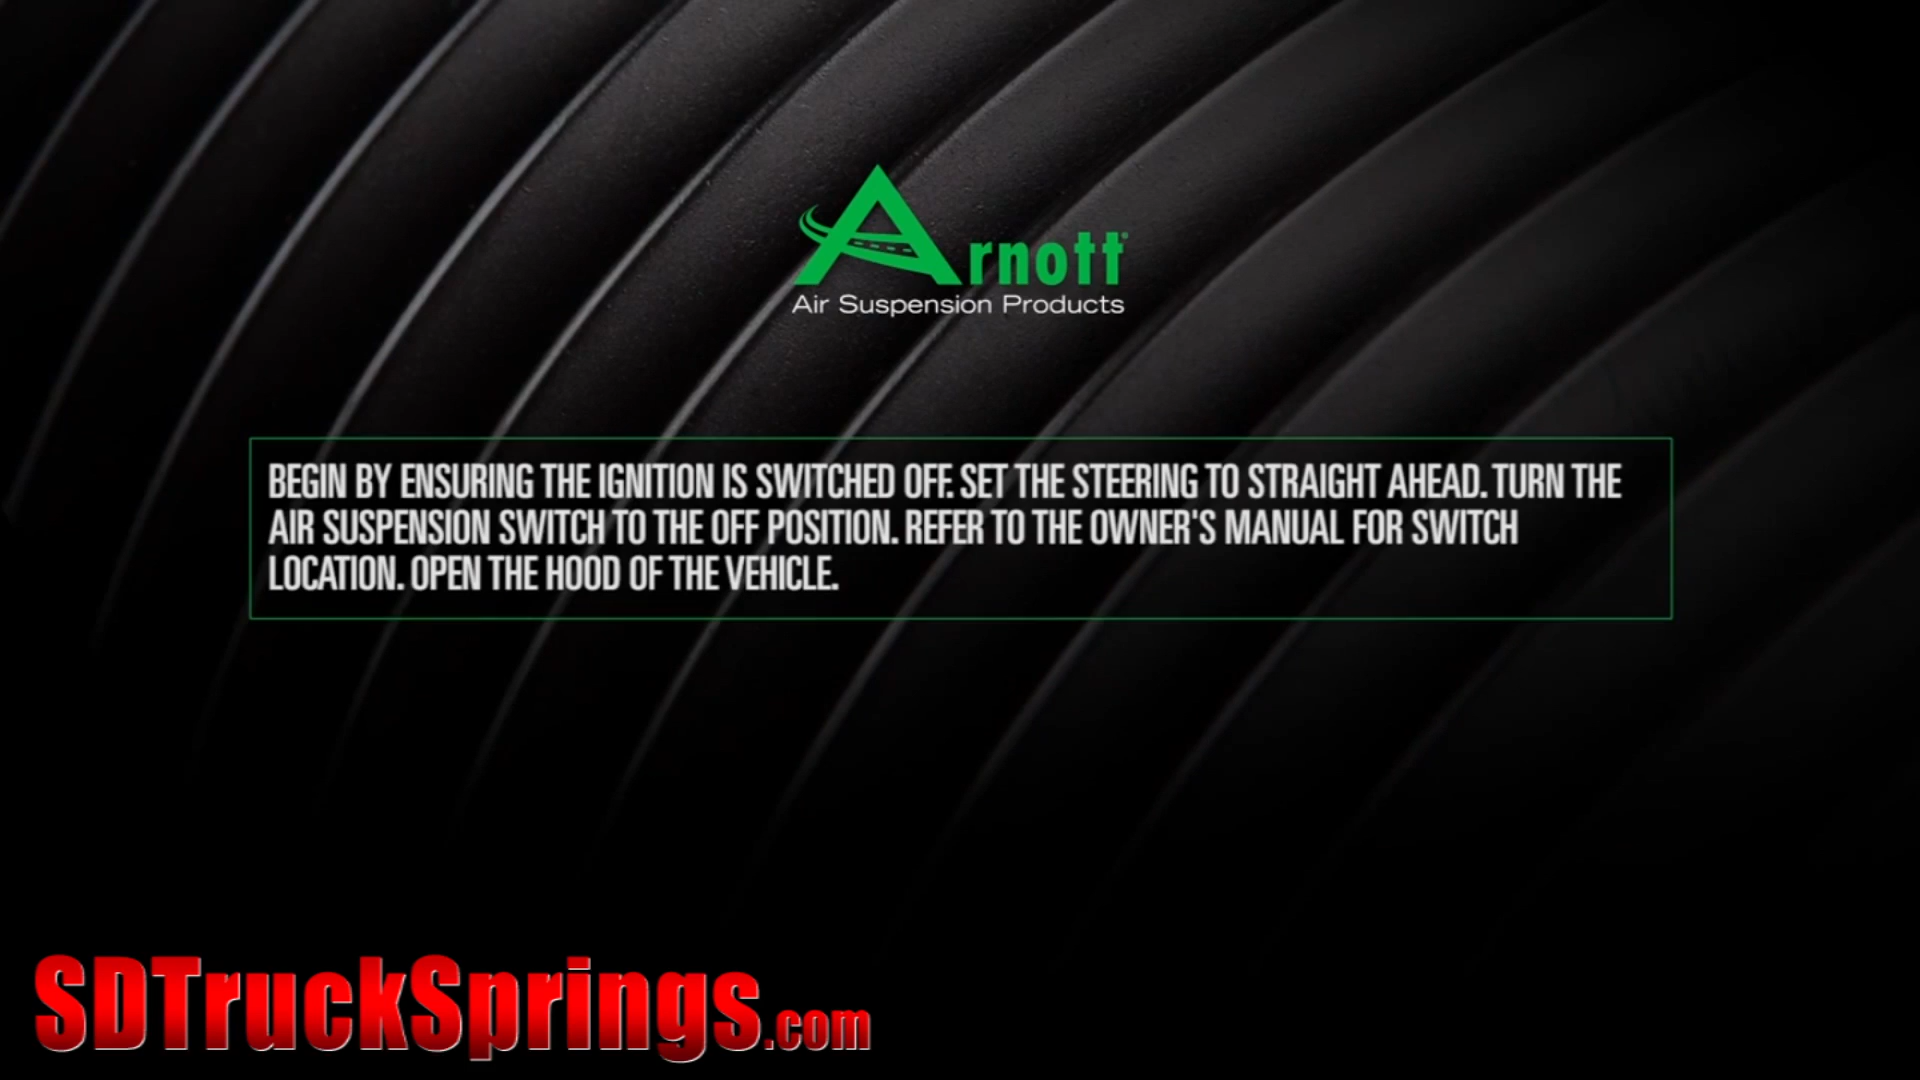 Arnott®
Air Suspension Products
BEGIN BY ENSURING THE IGNITION IS SWITCHED OFF. SET THE STEERING TO STRAIGHT AHEAD. TURN THE
AIR SUSPENSION SWITCH TO THE OFF POSITION. REFER TO THE OWNER'S MANUAL FOR SWITCH
LOCATION. OPEN THE HOOD OF THE VEHICLE.
SDTruckSprings.com